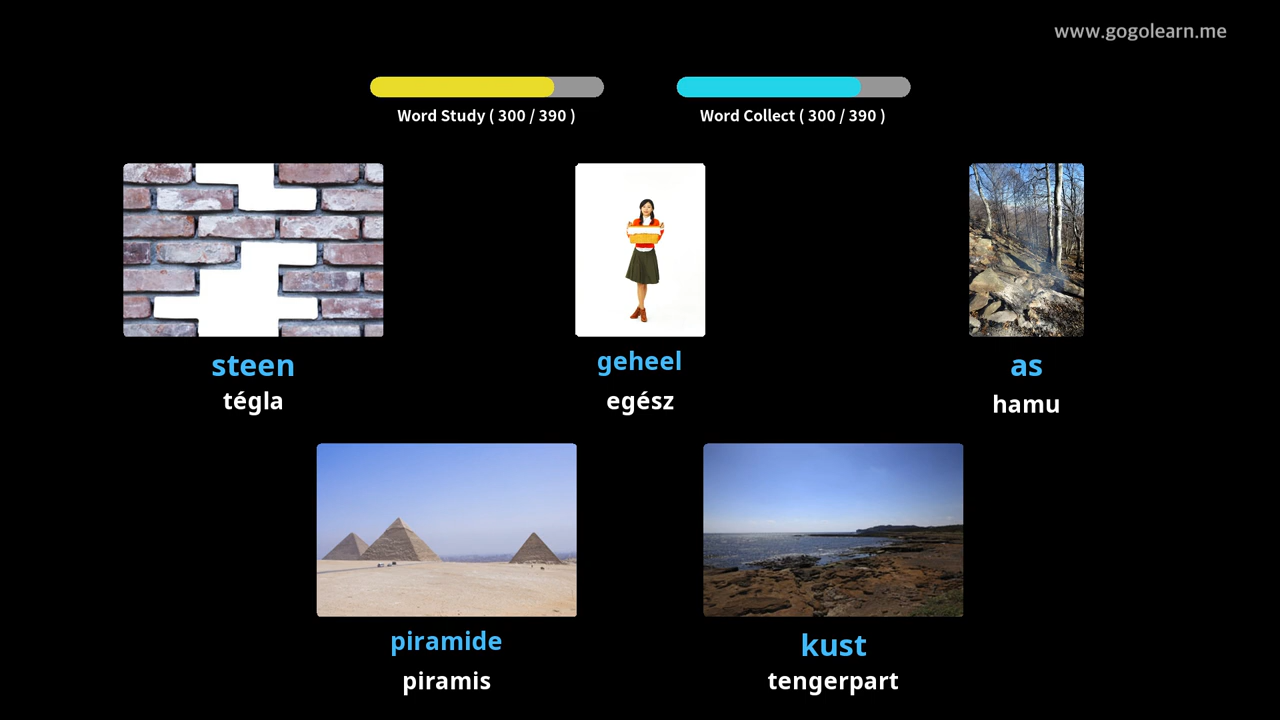 www.gogolearn.me
Word Study ( 300 / 390 )
Word Collect ( 300 / 390 )
steen
tégla
geheel
egész
as
hamu
piramide
piramis
kust
tengerpart